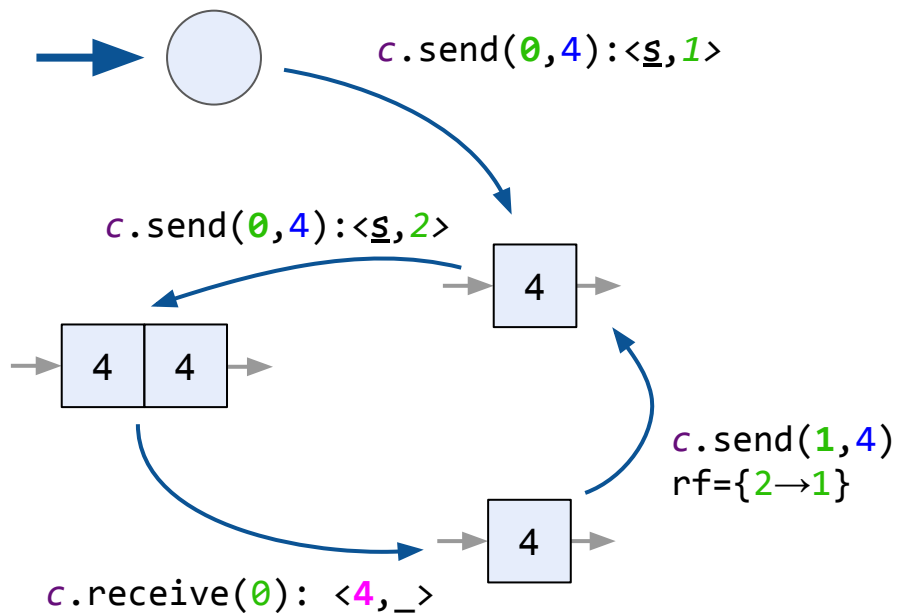 c.send(0,4):<s,1>
c.send(0,4):<s,2>
4
4 4
c.send(1,4)
rf={2→1}
4
c.receive(0): <4,_>